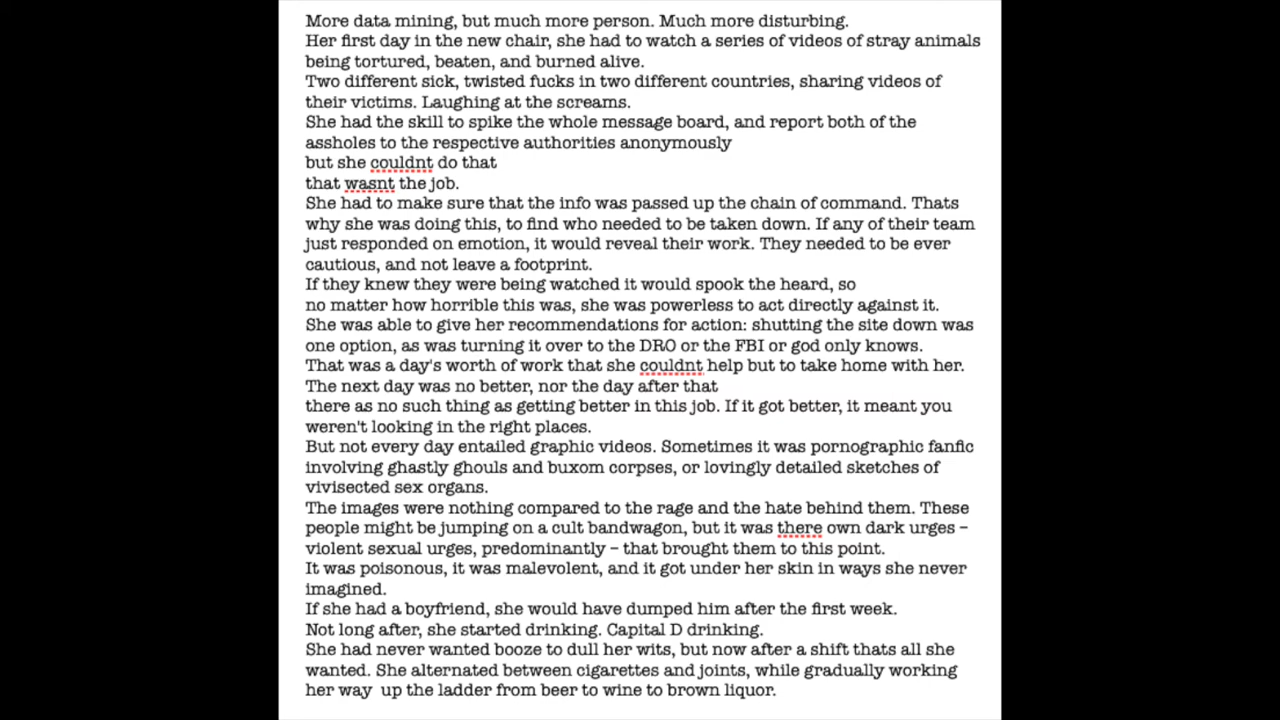 More data mining, but much more person. Much more disturbing.
Her first day in the new chair, she had to watch a series of videos of stray animals
being tortured, beaten, and burned alive.
Two different sick, twisted fucks in two different countries, sharing videos of
their victims. Laughing at the screams.
She had the skill to spike the whole message board, and report both of the
assholes to the respective authorities anonymously
but she couldnt do that
that wasnt the job.
She had to make sure that the info was passed up the chain of command. Thats
why she was doing this, to find who needed to be taken down. If any of their team
just responded on emotion, it would reveal their work. They needed to be ever
cautious, and not leave a footprint.
If they knew they were being watched it would spook the heard, so
no matter how horrible this was, she was powerless to act directly against it.
She was able to give her recommendations for action: shutting the site down was
one option, as was turning it over to the DRO or the FBI or god only knows.
That was a day's worth of work that she couldnt help but to take home with her.
The next day was no better, nor the day after that
there as no such thing as getting better in this job. If it got better, it meant you
weren't looking in the right places.
But not every day entailed graphic videos. Sometimes it was pornographic fanfic
involving ghastly ghouls and buxom corpses, or lovingly detailed sketches of
vivisected sex organs.
The images were nothing compared to the rage and the hate behind them. These
people might be jumping on a cult bandwagon, but it was there own dark urges –
violent sexual urges, predominantly – that brought them to this point.
It was poisonous, it was malevolent, and it got under her skin in ways she never
imagined.
If she had a boyfriend, she would have dumped him after the first week.
Not long after, she started drinking. Capital D drinking.
She had never wanted booze to dull her wits, but now after a shift thats all she
wanted. She alternated between cigarettes and joints, while gradually working
her way  up the ladder from beer to wine to brown liquor.